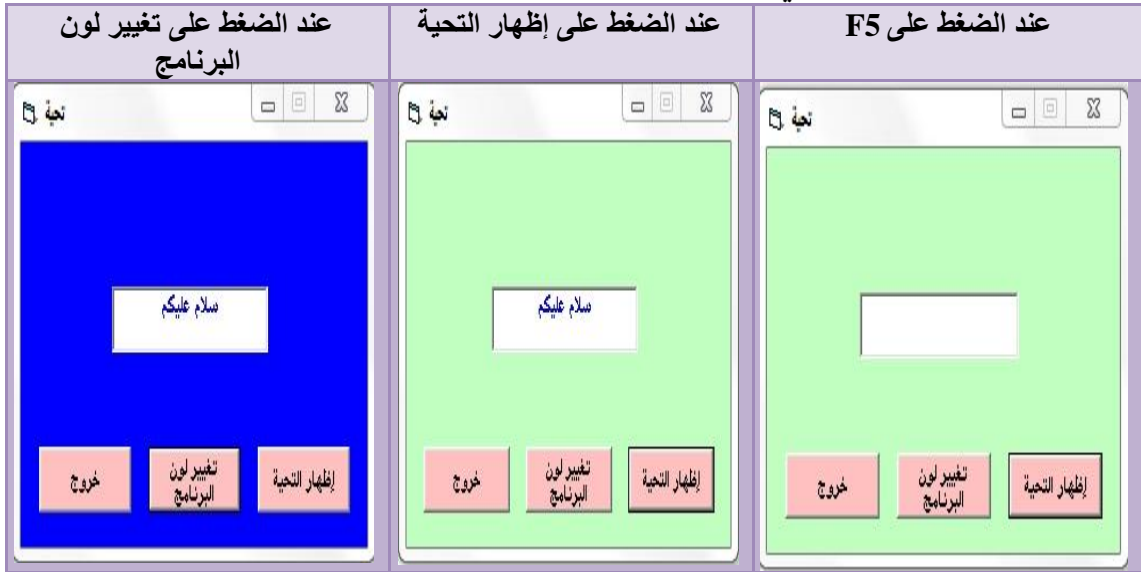 عند الضغط على F5
عند الضغط على إظهار التحية
عند الضغط على تغيير لون
البرنامج
تحية
إظهار التحية
تغيير لون
البرنامج
خروج
تحية
سلام عليكم
إظهار التحية
تغيير لون
البرنامج
خروج
تحية
سلام عليكم
إظهار التحية
تغيير لون
البرنامج
خروج